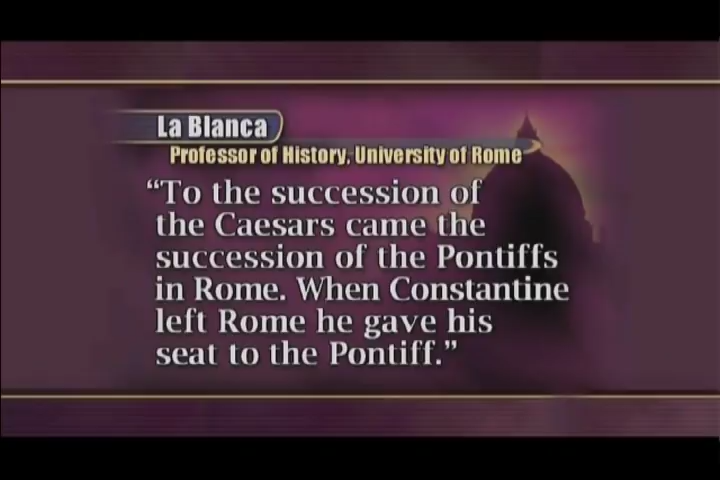 La Blanca
Professor of History, University of Rome
“To the succession of
the Caesars came the
succession of the Pontiffs
in Rome. When Constantine
left Rome he gave his
seat to the Pontiff.”